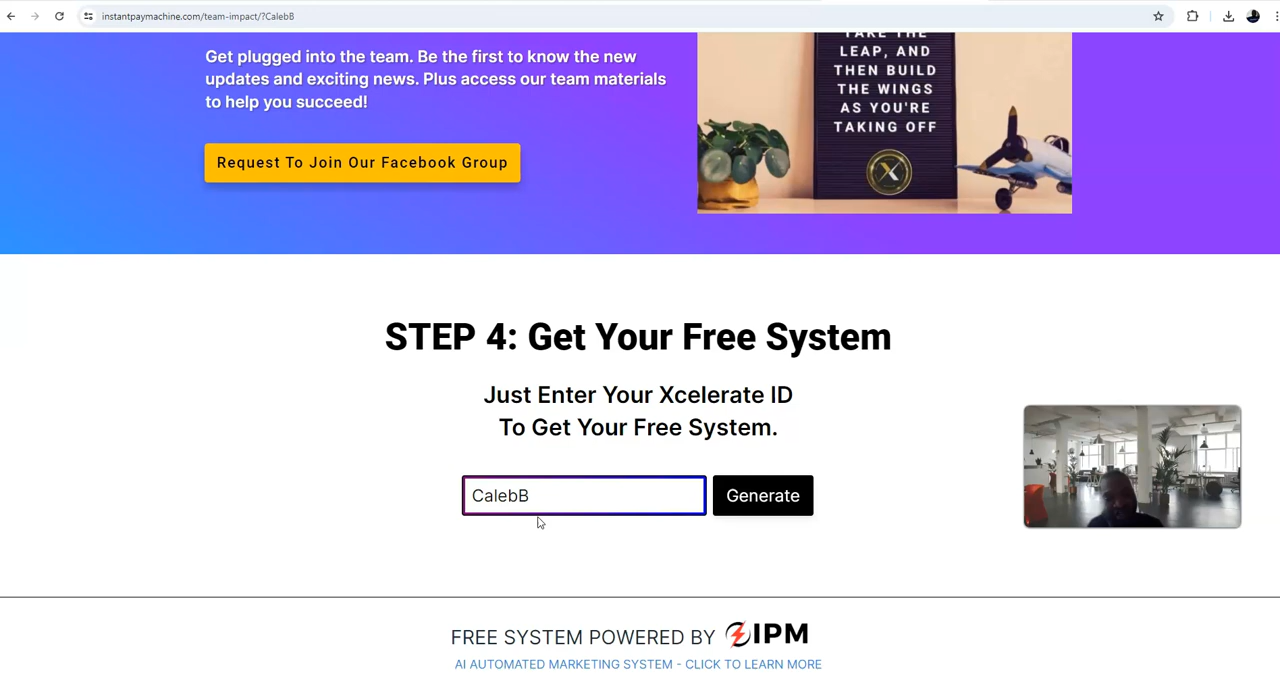 instantpaymachine.com/team-impact/?CalebB
Get plugged into the team. Be the first to know the new
updates and exciting news. Plus access our team materials
to help you succeed!
Request To Join Our Facebook Group
TAKE THE
LEAP, AND
THEN BUILD
THE WINGS
AS YOU'RE
TAKING OFF
X
STEP 4: Get Your Free System
Just Enter Your Xcelerate ID
To Get Your Free System.
CalebB
Generate
FREE SYSTEM POWERED BY IPM
AI AUTOMATED MARKETING SYSTEM - CLICK TO LEARN MORE